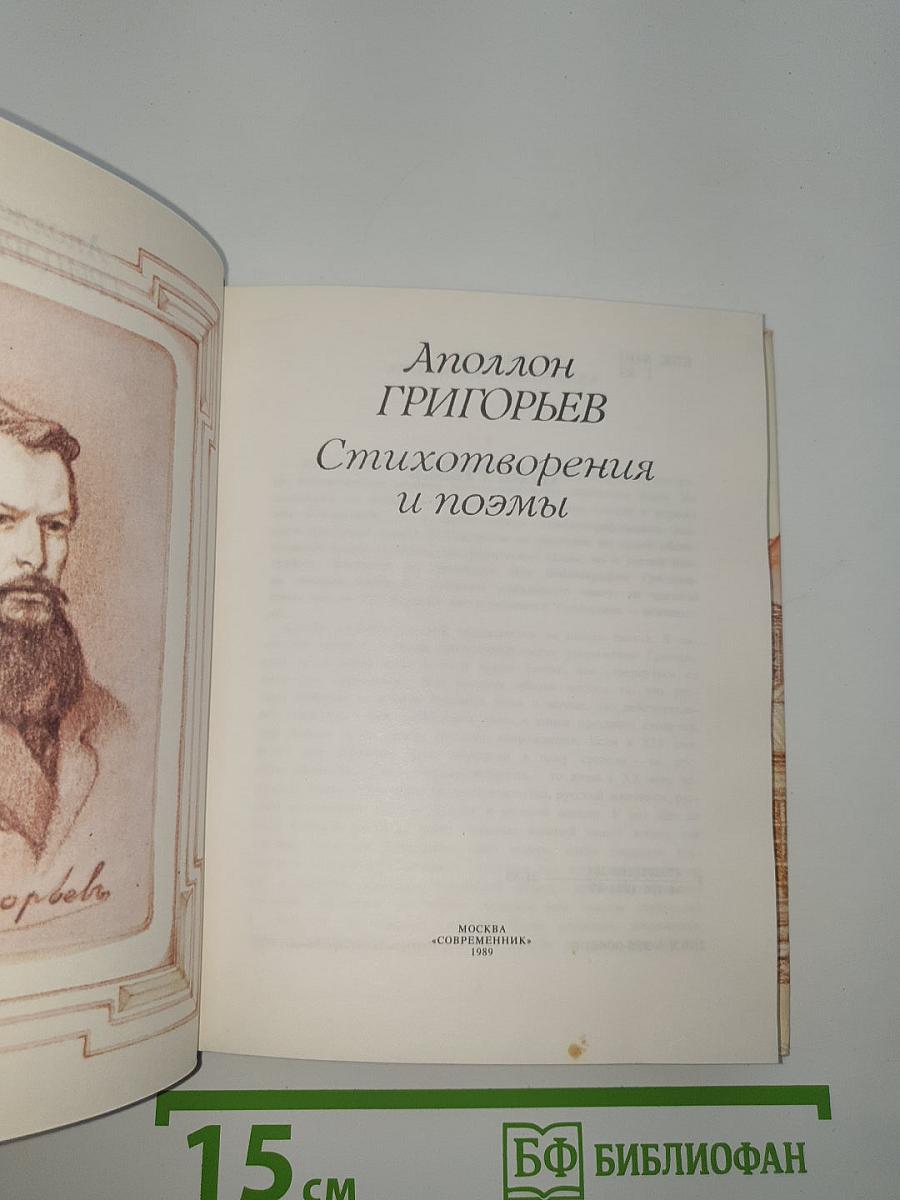 Аполлон
ГРИГОРЬЕВ
Стихотворения
и поэмы
МОСКВА
«СОВРЕМЕННИК»
1989
15 см
БФ БИБЛИОФАН